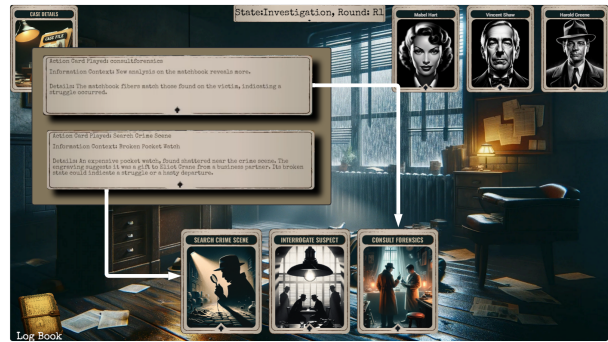 CASE DETAILS
CASE FILE
State:Investigation, Round: R1
Mabel Hart
Vincent Shaw
Harold Greene
Action Card Played: consultforensics
Information Context: New analysis on the matchbook reveals more.
Details: The matchbook fibers match those found on the victim, indicating a
struggle occurred.
Action Card Played: Search Crime Scene
Information Context: Broken Pocket Watch
Details: An expensive pocket watch, found shattered near the crime scene. The
engraving suggests it was a gift to Eliot Crane from a business partner. Its broken
state could indicate a struggle or a hasty departure.
SEARCH CRIME SCENE
INTERROGATE SUSPECT
CONSULT FORENSICS
Log Book